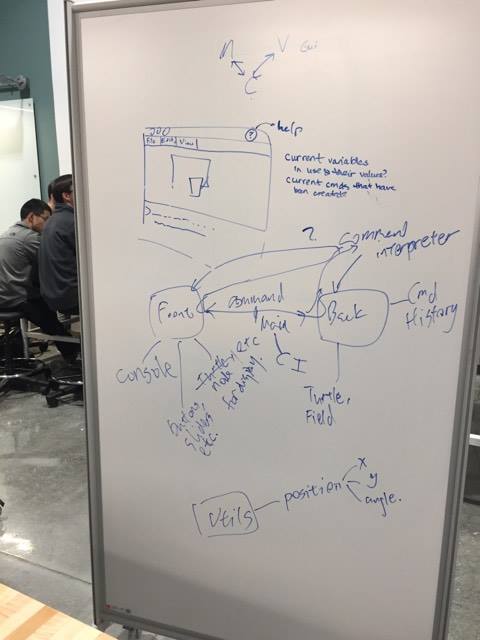 M V GUI
C
help
File Edit View
current variables
in use & their values?
current cmds that have
been created?
?
Command
interpreter
Front
command
Back
Cmd
History
Main
CI
console
Buttons
sliders
etc.
Turtle, etc
node
for display.
Turtle,
Field
Utils
position
x
y
angle.